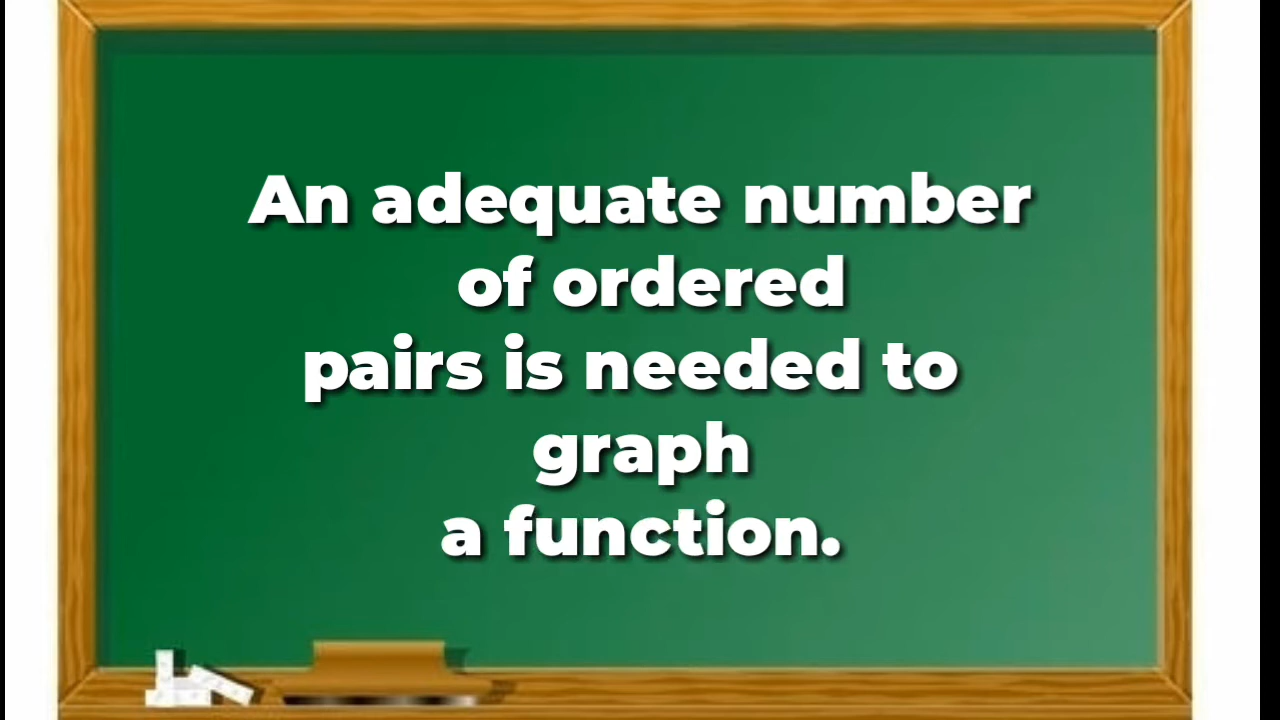 An adequate number
of ordered
pairs is needed to
graph
a function.